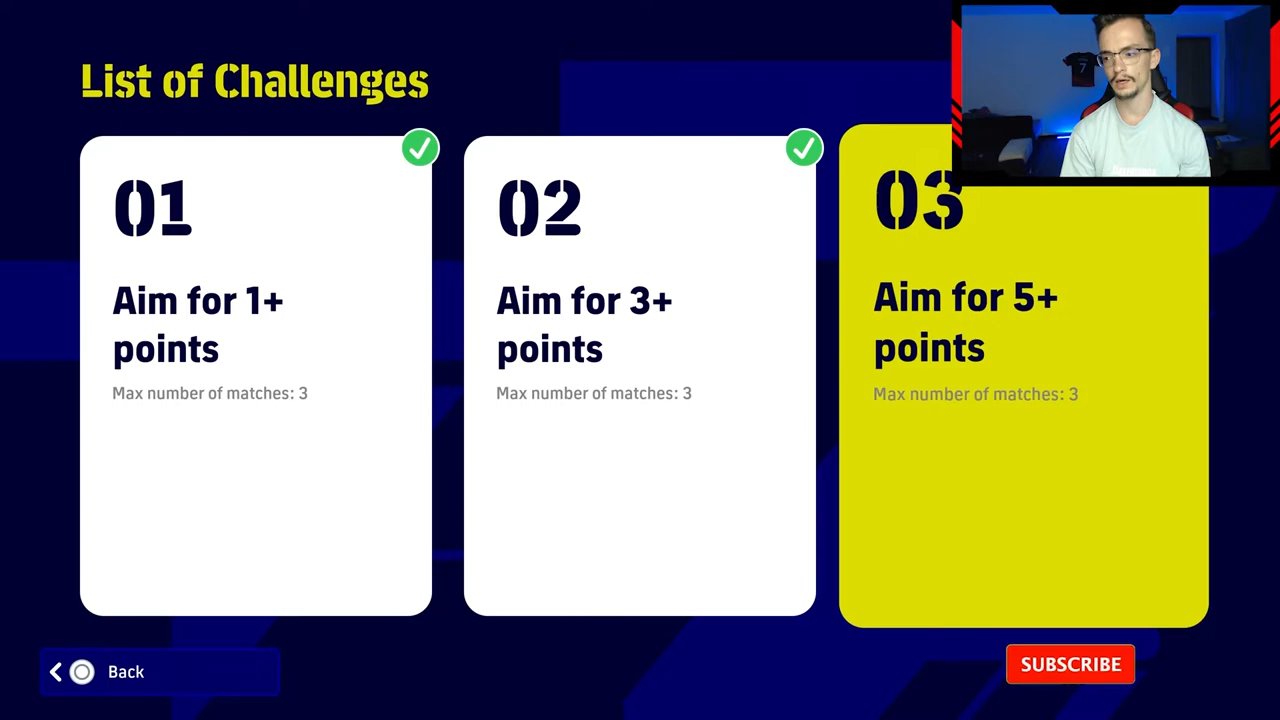 List of Challenges
01
Aim for 1+
points
Max number of matches: 3
02
Aim for 3+
points
Max number of matches: 3
03
Aim for 5+
points
Max number of matches: 3
7
Back
SUBSCRIBE